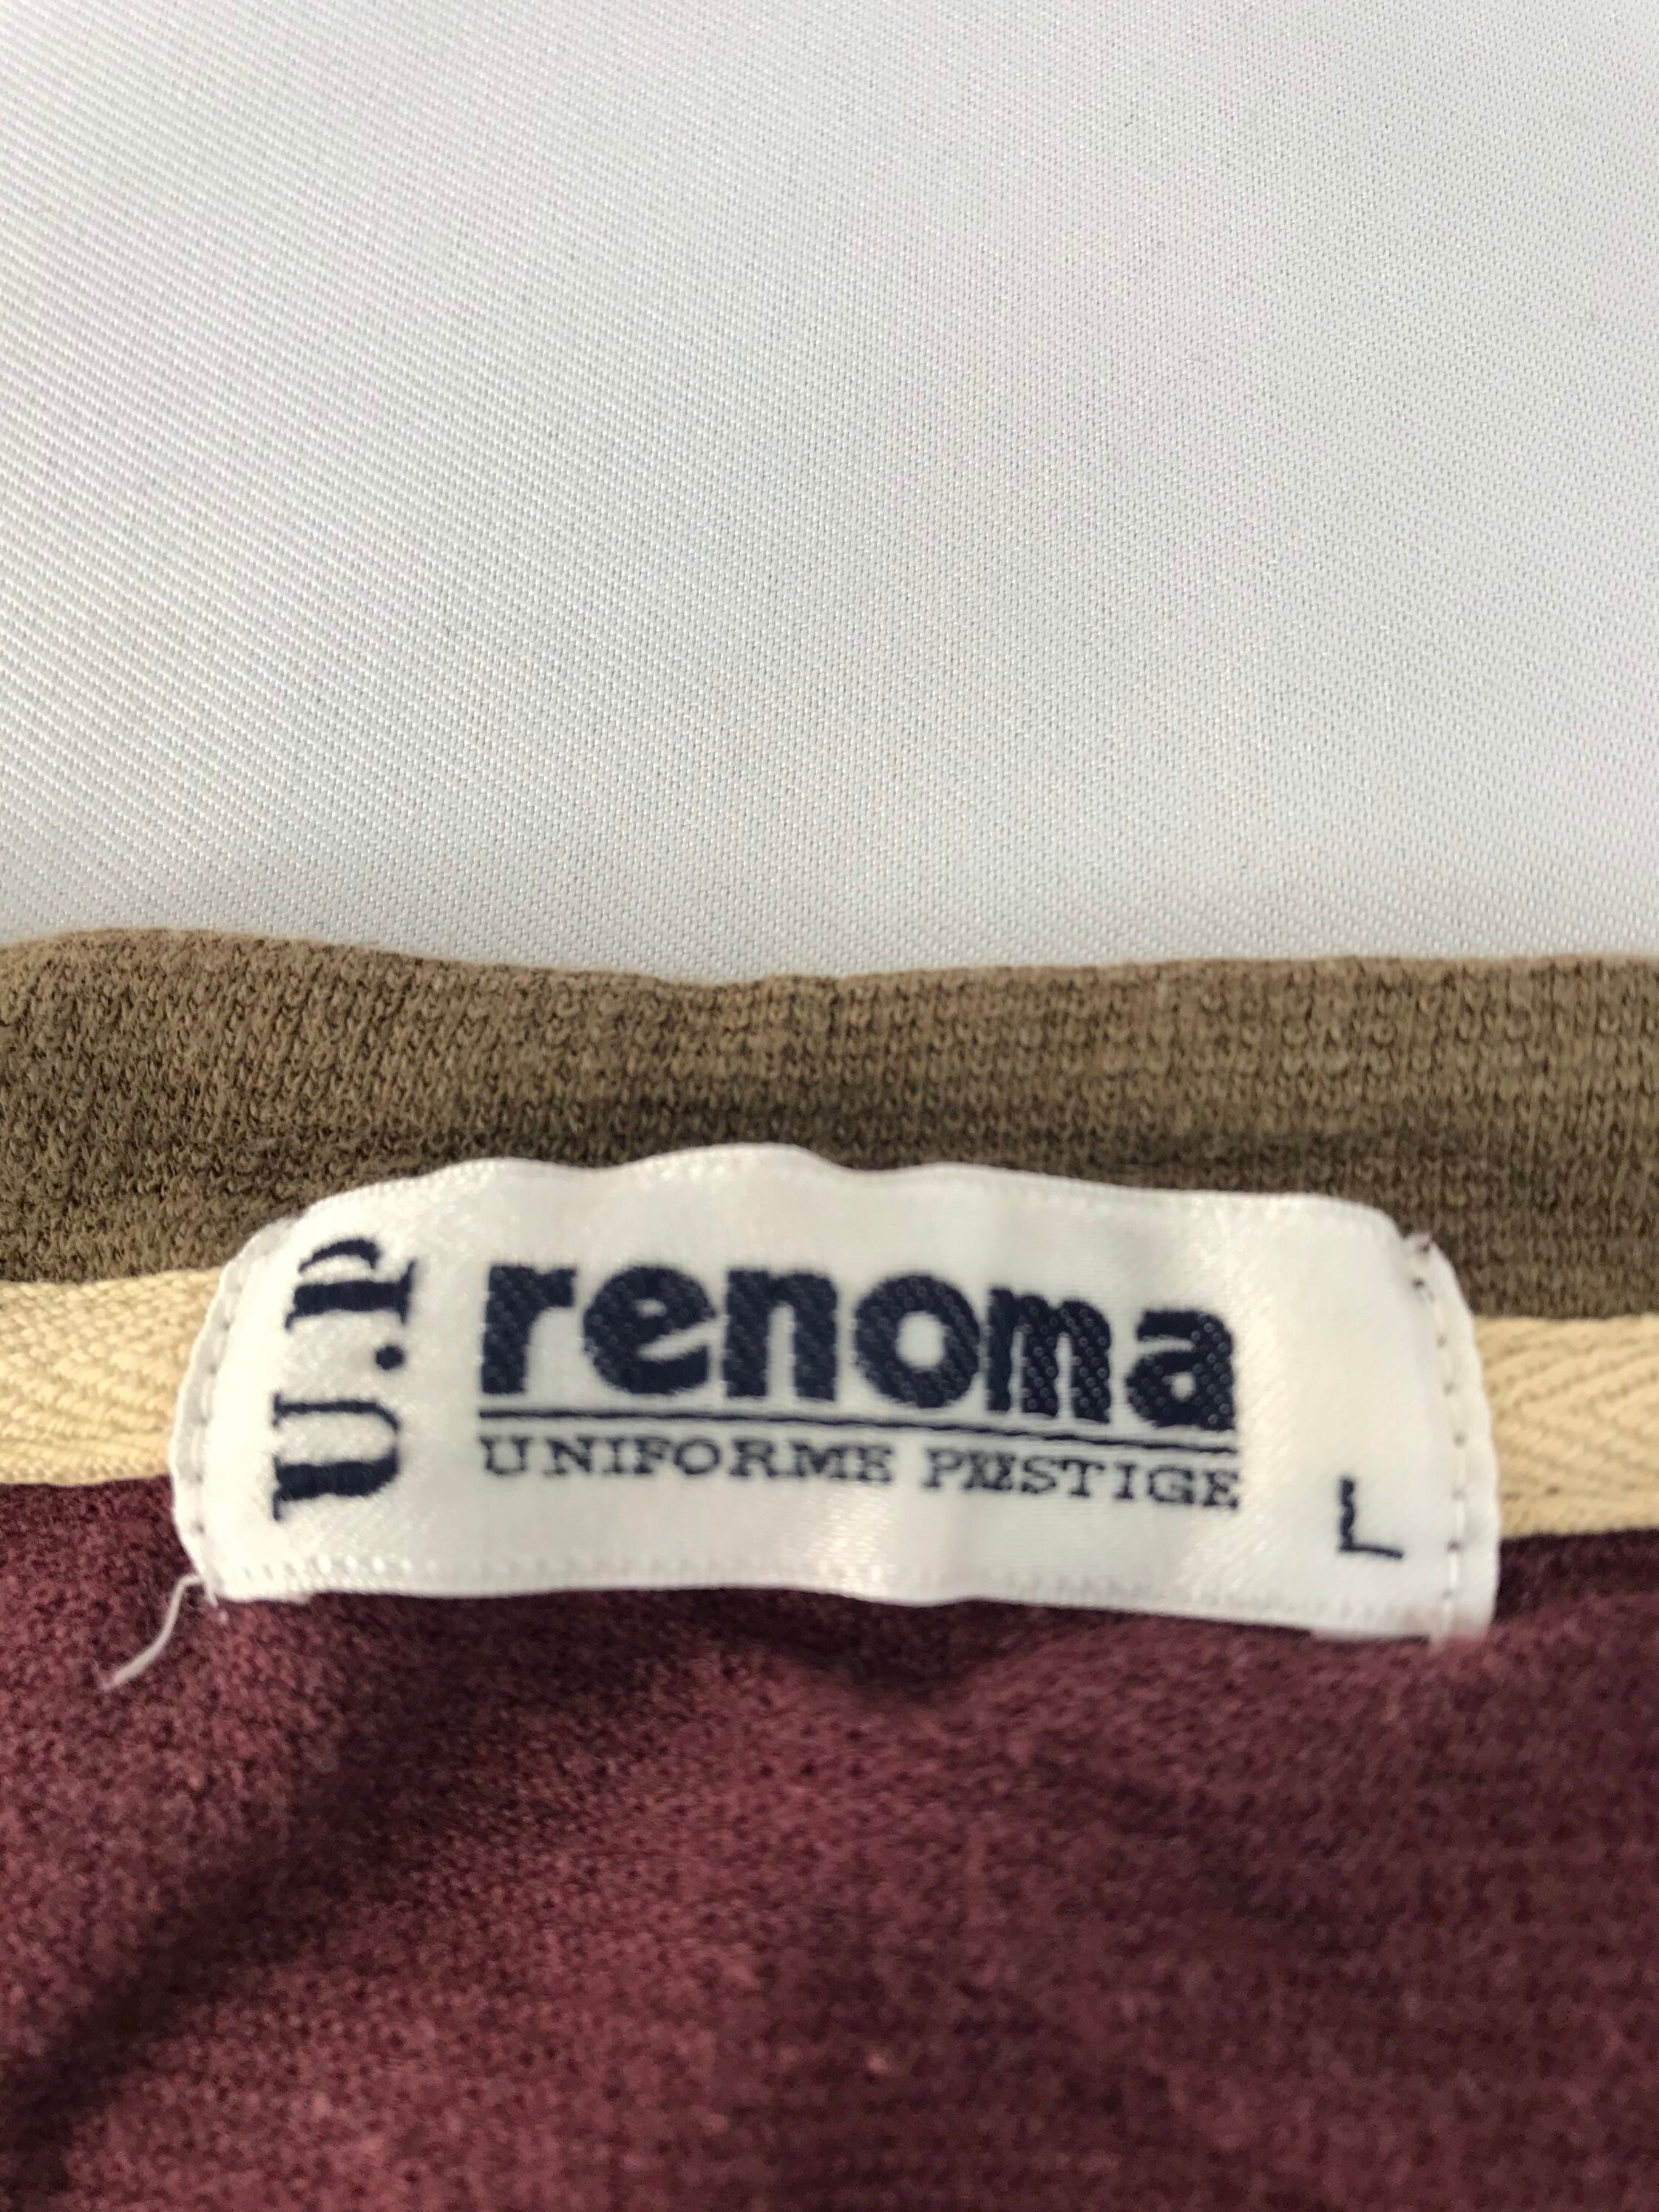 U.P
renoma
UNIFORME PRESTIGE
L